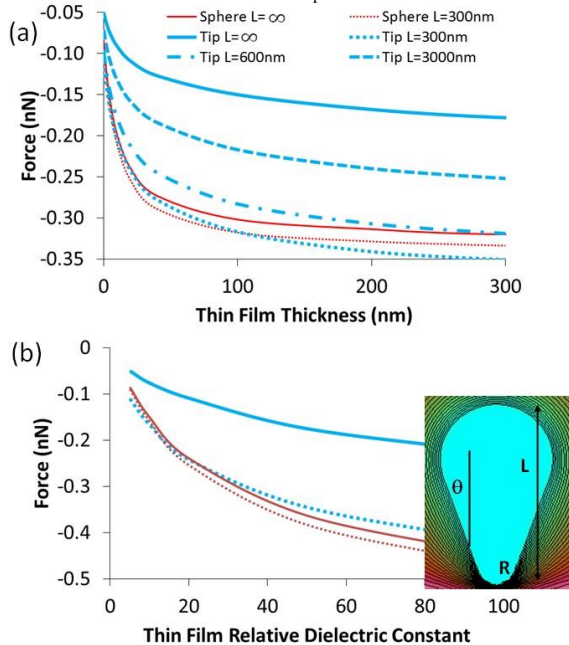 (a)
-0.05
Sphere L= ∞
Sphere L=300nm
Tip L=∞
Tip L=300nm
Tip L=600nm
Tip L=3000nm
-0.10
-0.15
-0.20
-0.25
-0.30
-0.35
Force (nN)
0
100
200
300
Thin Film Thickness (nm)
(b)
0
-0.1
-0.2
-0.3
-0.4
-0.5
Force (nN)
θ
L
R
0
20
40
60
80
100
Thin Film Relative Dielectric Constant